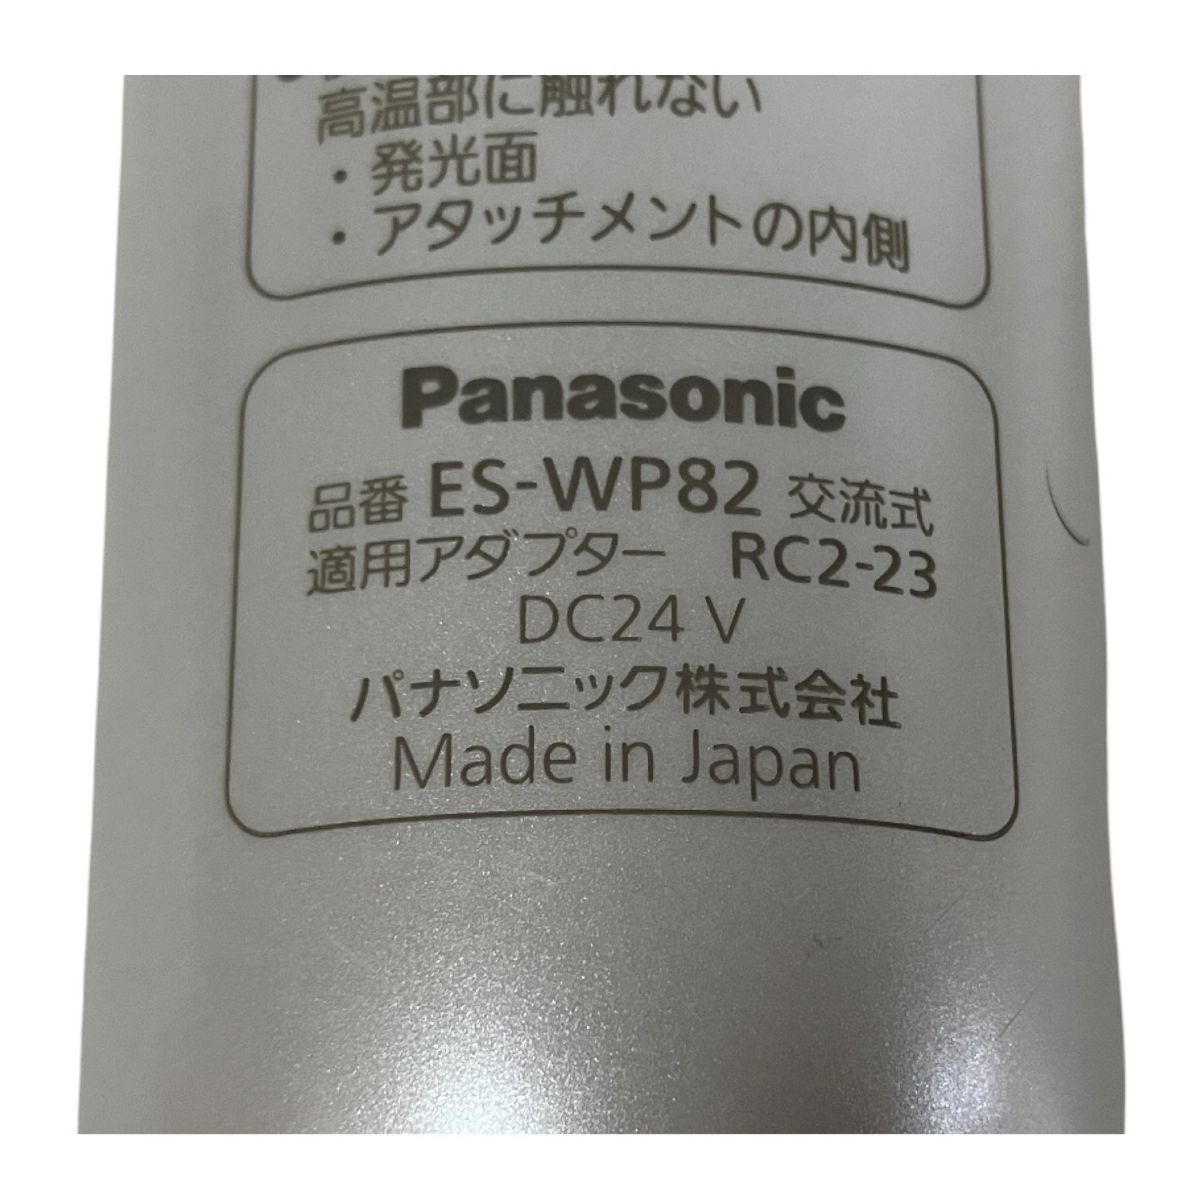 高温部に触れない
・発光面
・アタッチメントの内側
Panasonic
品番 ES-WP82 交流式
適用アダプター RC2-23
DC24 V
パナソニック株式会社
Made in Japan